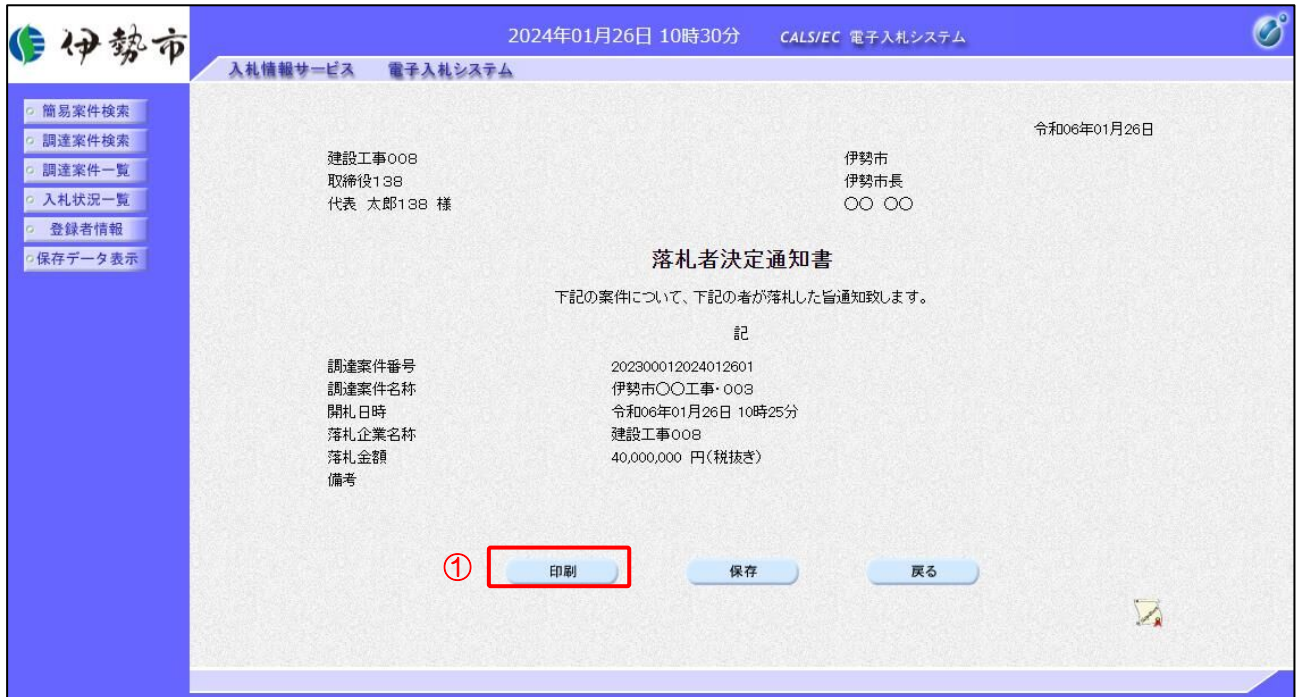 伊勢市
2024年01月26日 10時30分 CALS/EC 電子入札システム
入札情報サービス 電子入札システム
簡易案件検索
調達案件検索
調達案件一覧
入札状況一覧
登録者情報
保存データ表示
令和06年01月26日
建設工事008 伊勢市
取締役138 伊勢市長
代表 太郎138 様 〇〇 〇〇
落札者決定通知書
下記の案件について、下記の者が落札した旨通知致します。
記
調達案件番号 202300012024012601
調達案件名称 伊勢市〇〇工事・003
開札日時 令和06年01月26日 10時25分
落札企業名称 建設工事008
落札金額 40,000,000 円(税抜き)
備考
① 印刷 保存 戻る